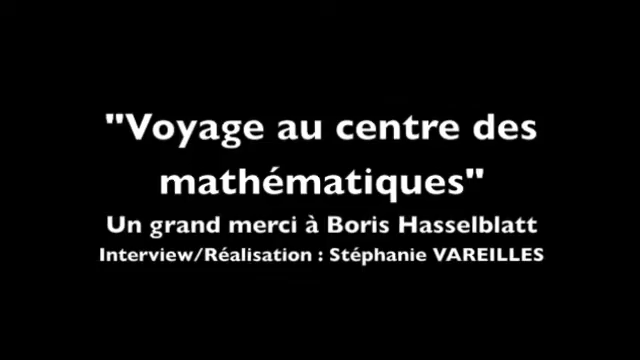 "Voyage au centre des
mathématiques"
Un grand merci à Boris Hasselblatt
Interview/Réalisation : Stéphanie VAREILLES